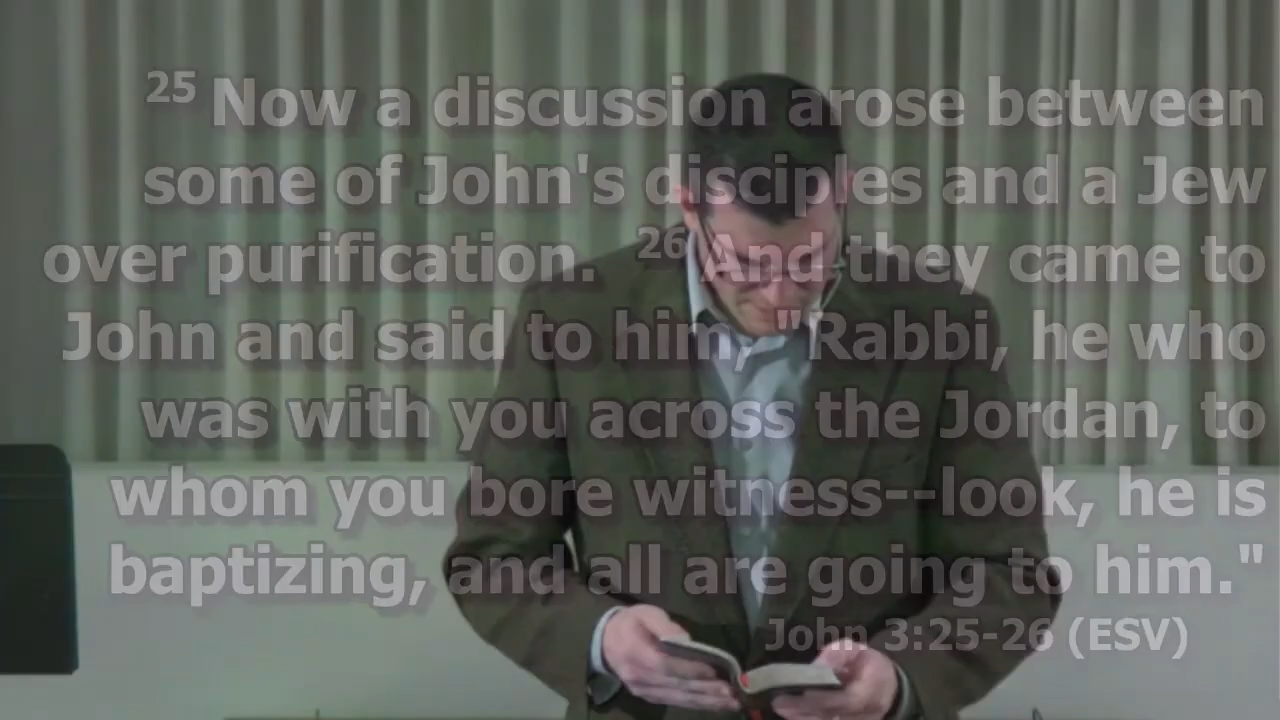 25 Now a discussion arose between
some of John's disciples and a Jew
over purification. 26 And they came to
John and said to him, "Rabbi, he who
was with you across the Jordan, to
whom you bore witness--look, he is
baptizing, and all are going to him."
John 3:25-26 (ESV)